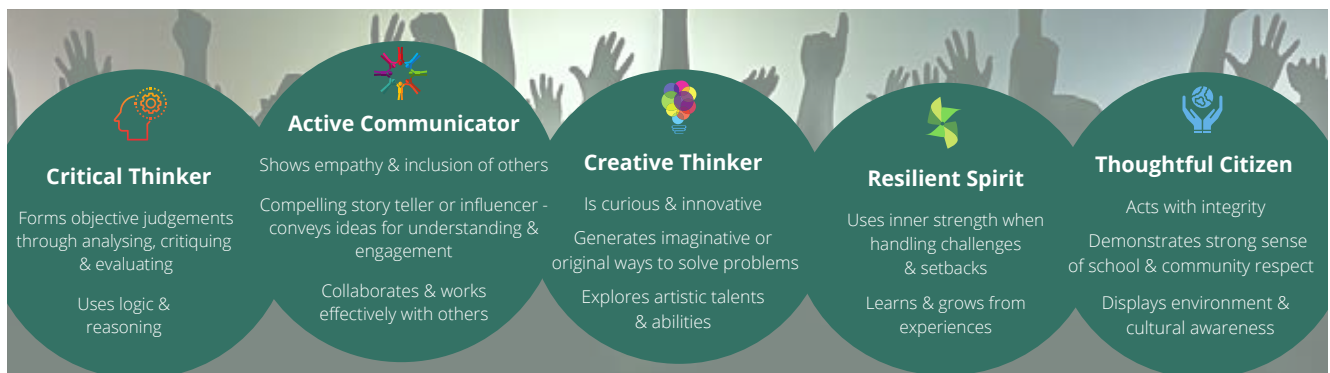 Critical Thinker
Forms objective judgements
through analysing, critiquing
& evaluating
Uses logic &
reasoning
Active Communicator
Shows empathy & inclusion of others
Compelling story teller or influencer -
conveys ideas for understanding &
engagement
Collaborates & works
effectively with others
Creative Thinker
Is curious & innovative
Generates imaginative or
original ways to solve problems
Explores artistic talents
& abilities
Resilient Spirit
Uses inner strength when
handling challenges
& setbacks
Learns & grows from
experiences
Thoughtful Citizen
Acts with integrity
Demonstrates strong sense
of school & community respect
Displays environment &
cultural awareness